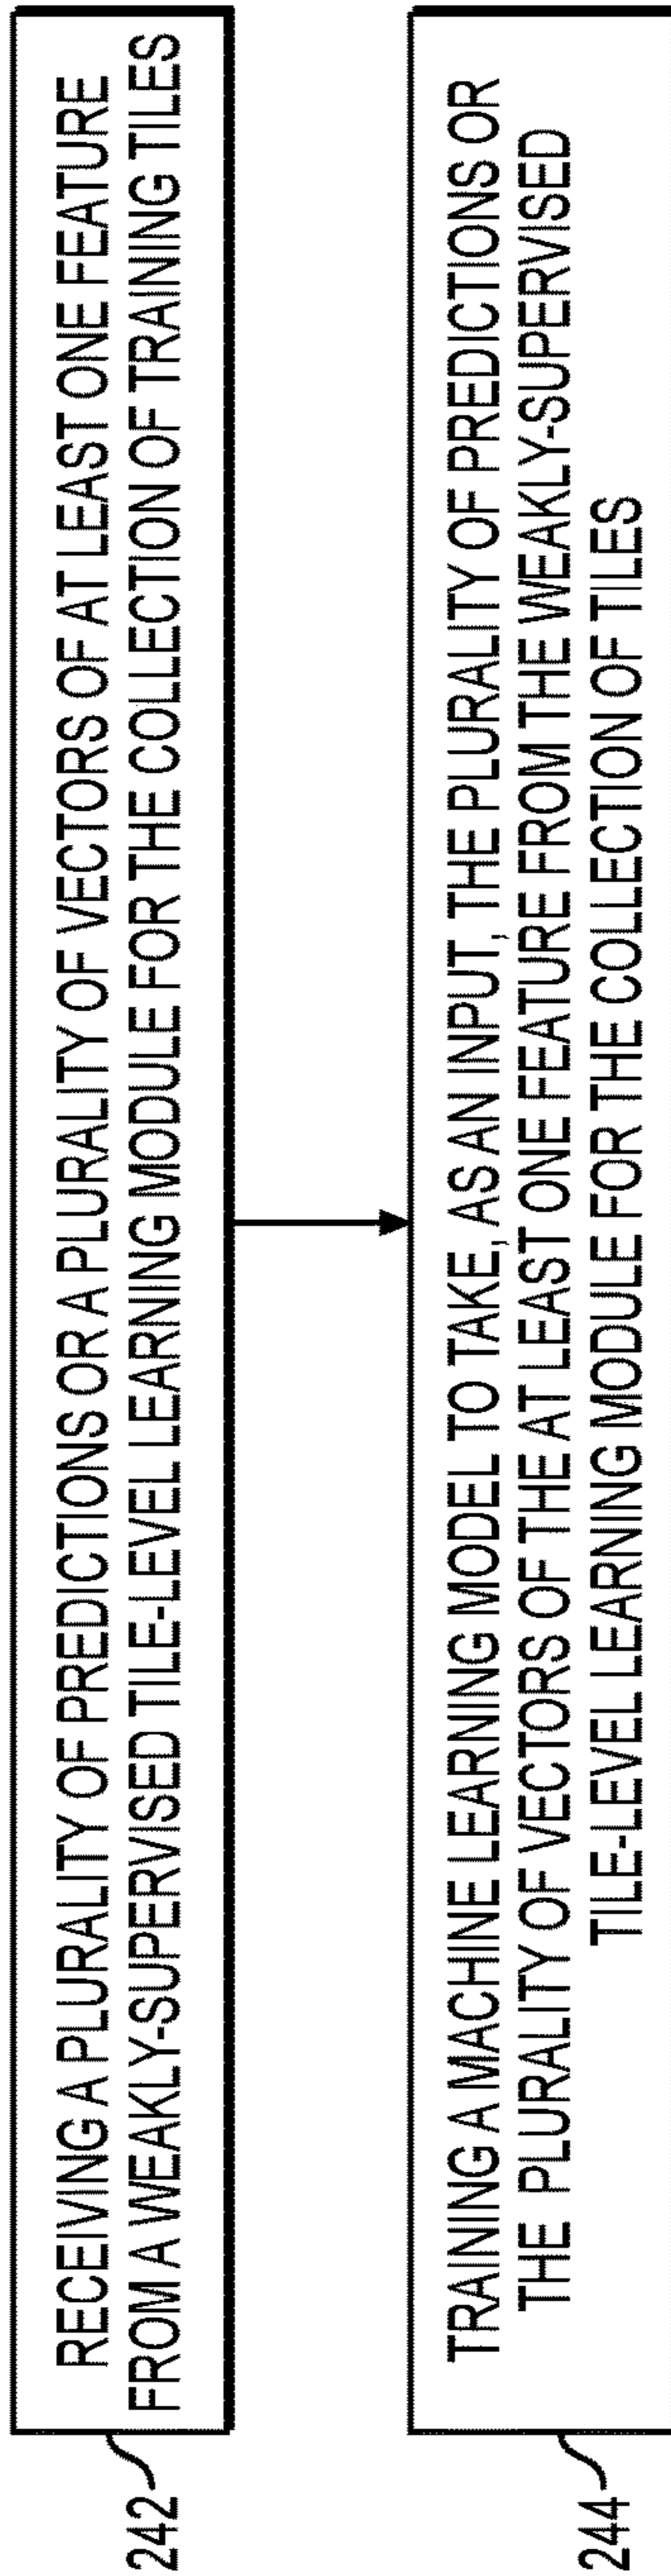 RECEIVING A PLURALITY OF PREDICTIONS OR A PLURALITY OF VECTORS OF AT LEAST ONE FEATURE
FROM A WEAKLY-SUPERVISED TILE-LEVEL LEARNING MODULE FOR THE COLLECTION OF TRAINING TILES
242
TRAINING A MACHINE LEARNING MODEL TO TAKE, AS AN INPUT, THE PLURALITY OF PREDICTIONS OR
THE PLURALITY OF VECTORS OF THE AT LEAST ONE FEATURE FROM THE WEAKLY-SUPERVISED
TILE-LEVEL LEARNING MODULE FOR THE COLLECTION OF TILES
244